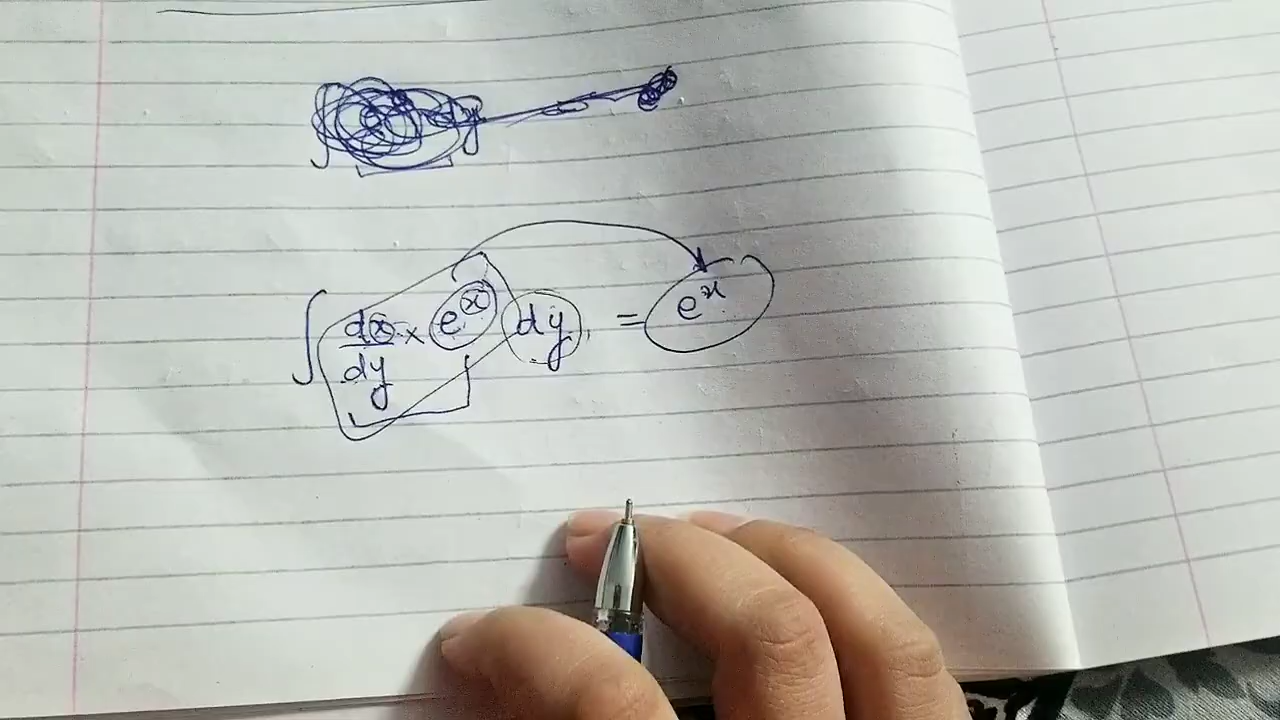 ∫ dx/dy × e^x dy = e^x